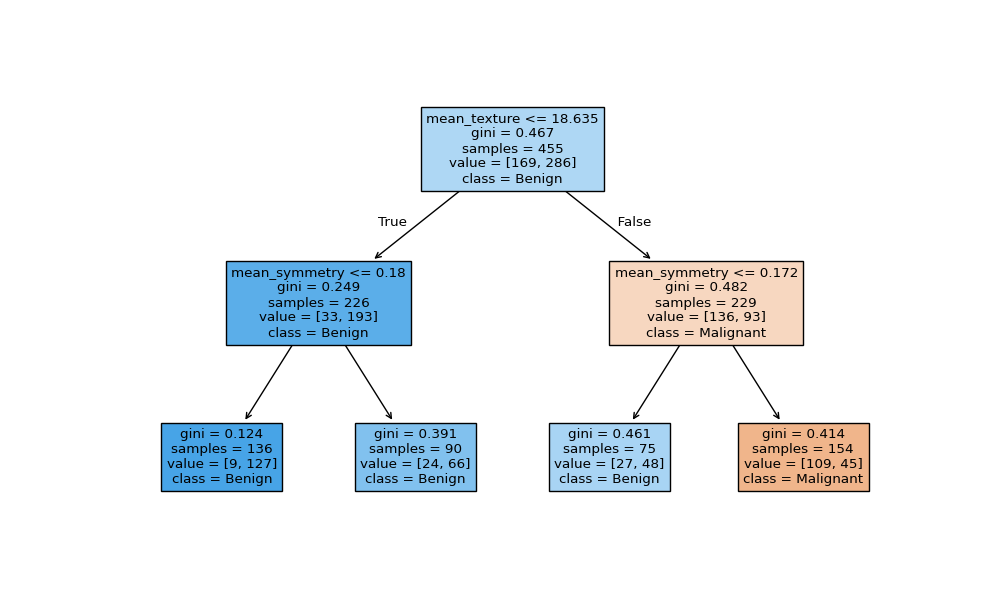 mean_texture <= 18.635
gini = 0.467
samples = 455
value = [169, 286]
class = Benign
True
False
mean_symmetry <= 0.18
gini = 0.249
samples = 226
value = [33, 193]
class = Benign
mean_symmetry <= 0.172
gini = 0.482
samples = 229
value = [136, 93]
class = Malignant
gini = 0.124
samples = 136
value = [9, 127]
class = Benign
gini = 0.391
samples = 90
value = [24, 66]
class = Benign
gini = 0.461
samples = 75
value = [27, 48]
class = Benign
gini = 0.414
samples = 154
value = [109, 45]
class = Malignant